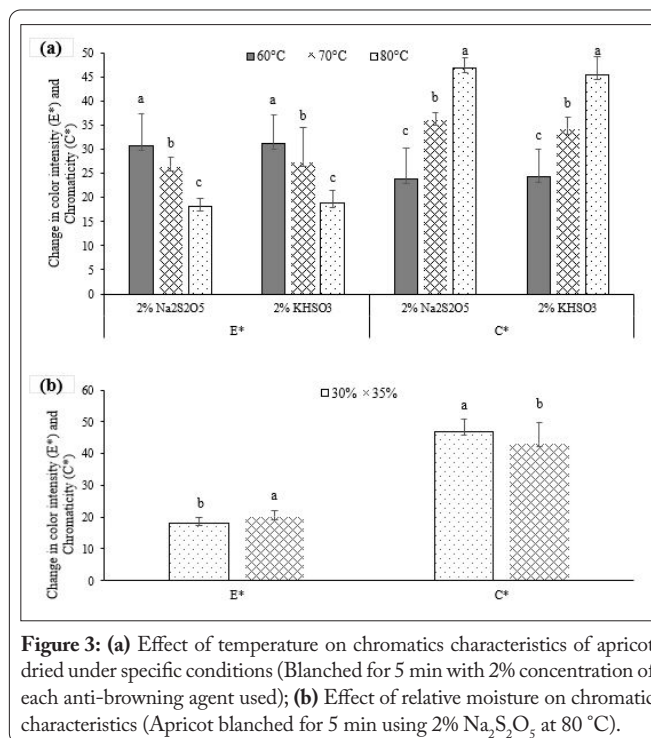 (a)
60°C 70°C 80°C
Change in color intensity (E*) and
Chromaticity (C*)
50
45
40
35
30
25
20
15
10
5
0
a b c a b c c b a c b a
2% Na2S2O5 2% KHSO3 2% Na2S2O5 2% KHSO3
E* C*
(b)
30% 35%
Change in color intensity (E*) and
Chromaticity (C*)
60
50
40
30
20
10
0
b a a b
E* C*
Figure 3: (a) Effect of temperature on chromatics characteristics of apricot
dried under specific conditions (Blanched for 5 min with 2% concentration of
each anti-browning agent used); (b) Effect of relative moisture on chromatic
characteristics (Apricot blanched for 5 min using 2% Na₂S₂O₅ at 80 ˚C).